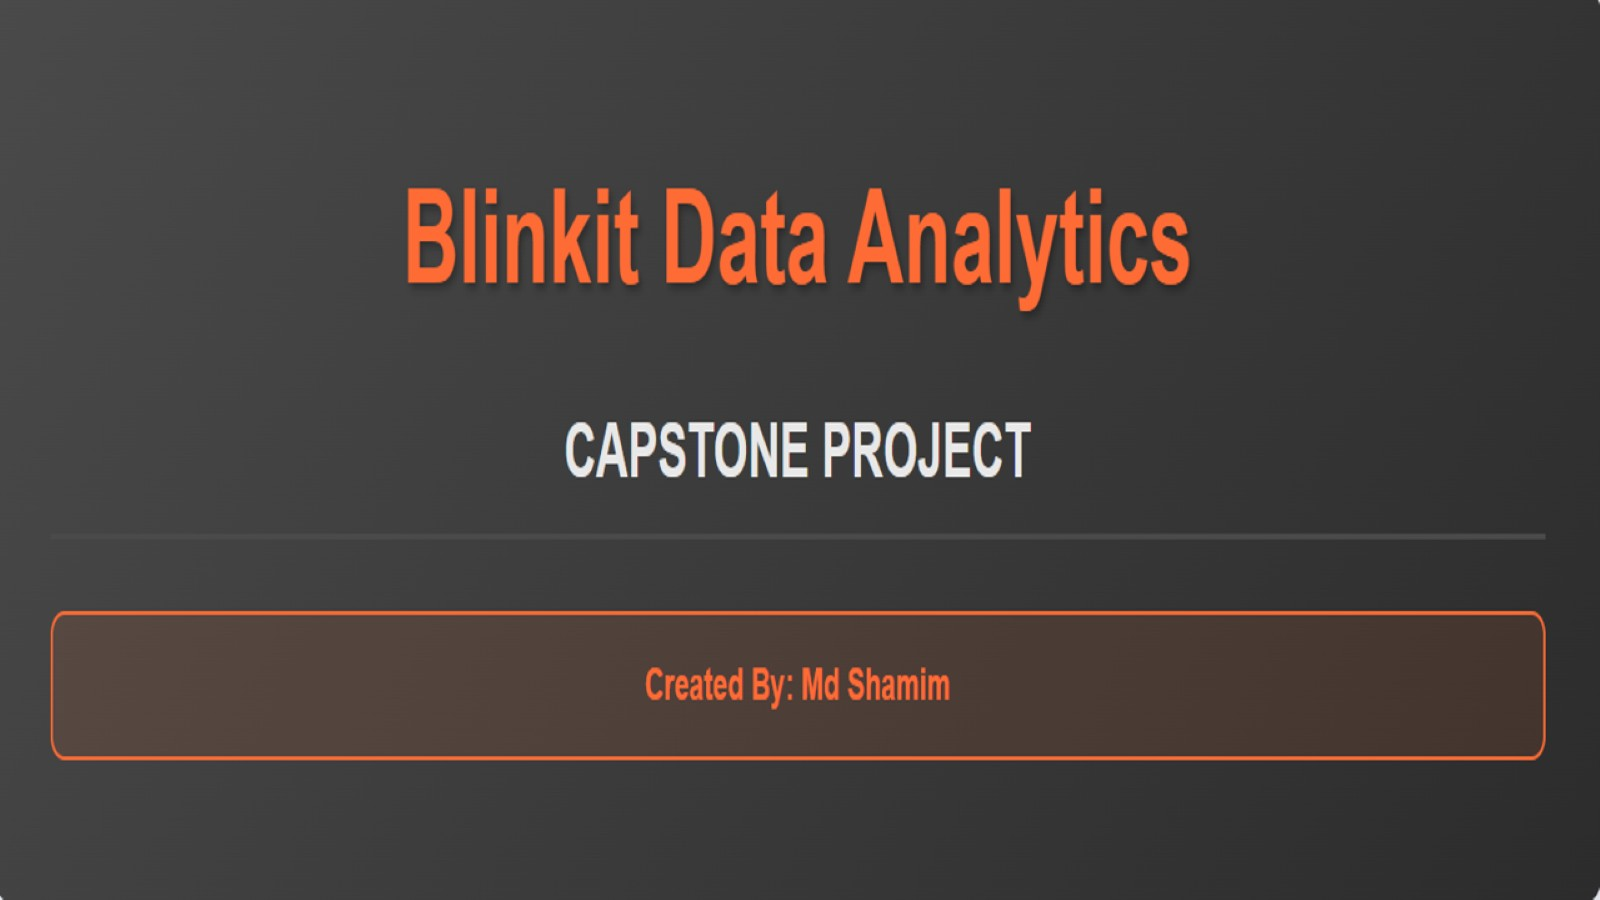 Blinkit Data Analytics
CAPSTONE PROJECT
Created By: Md Shamim